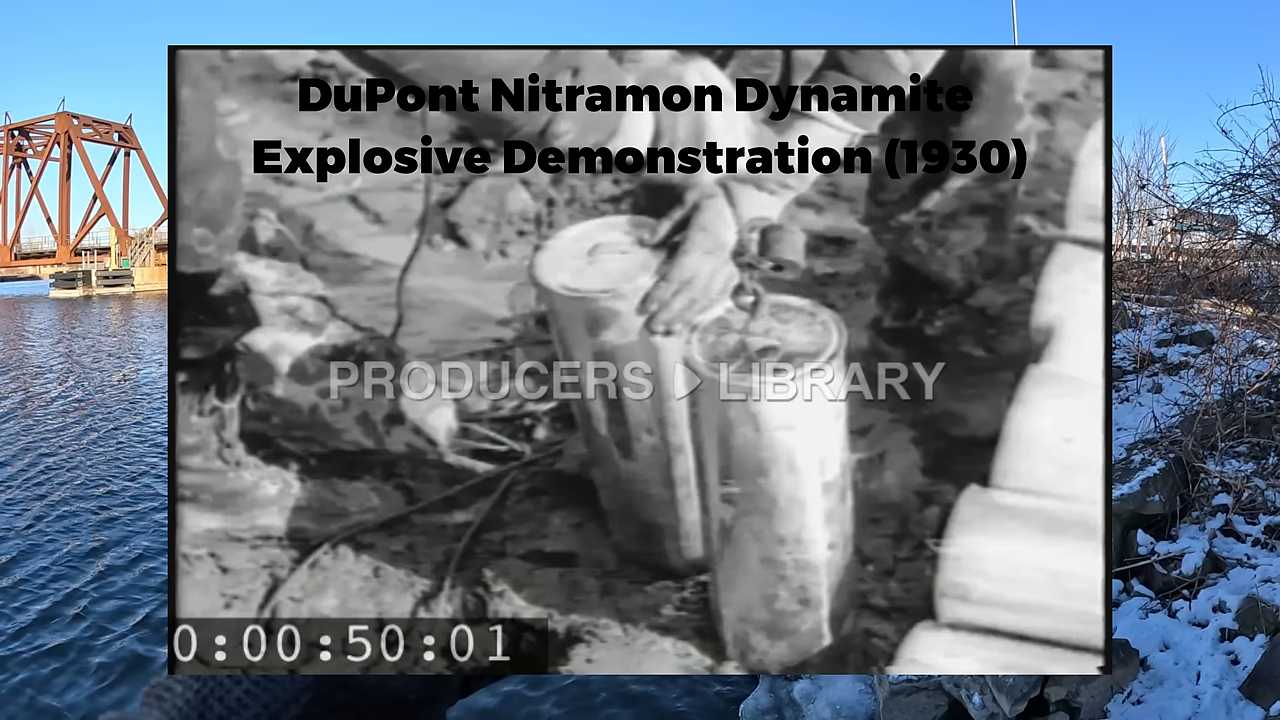 DuPont Nitramon Dynamite
Explosive Demonstration (1930)
PRODUCERS LIBRARY
0:00:50:01